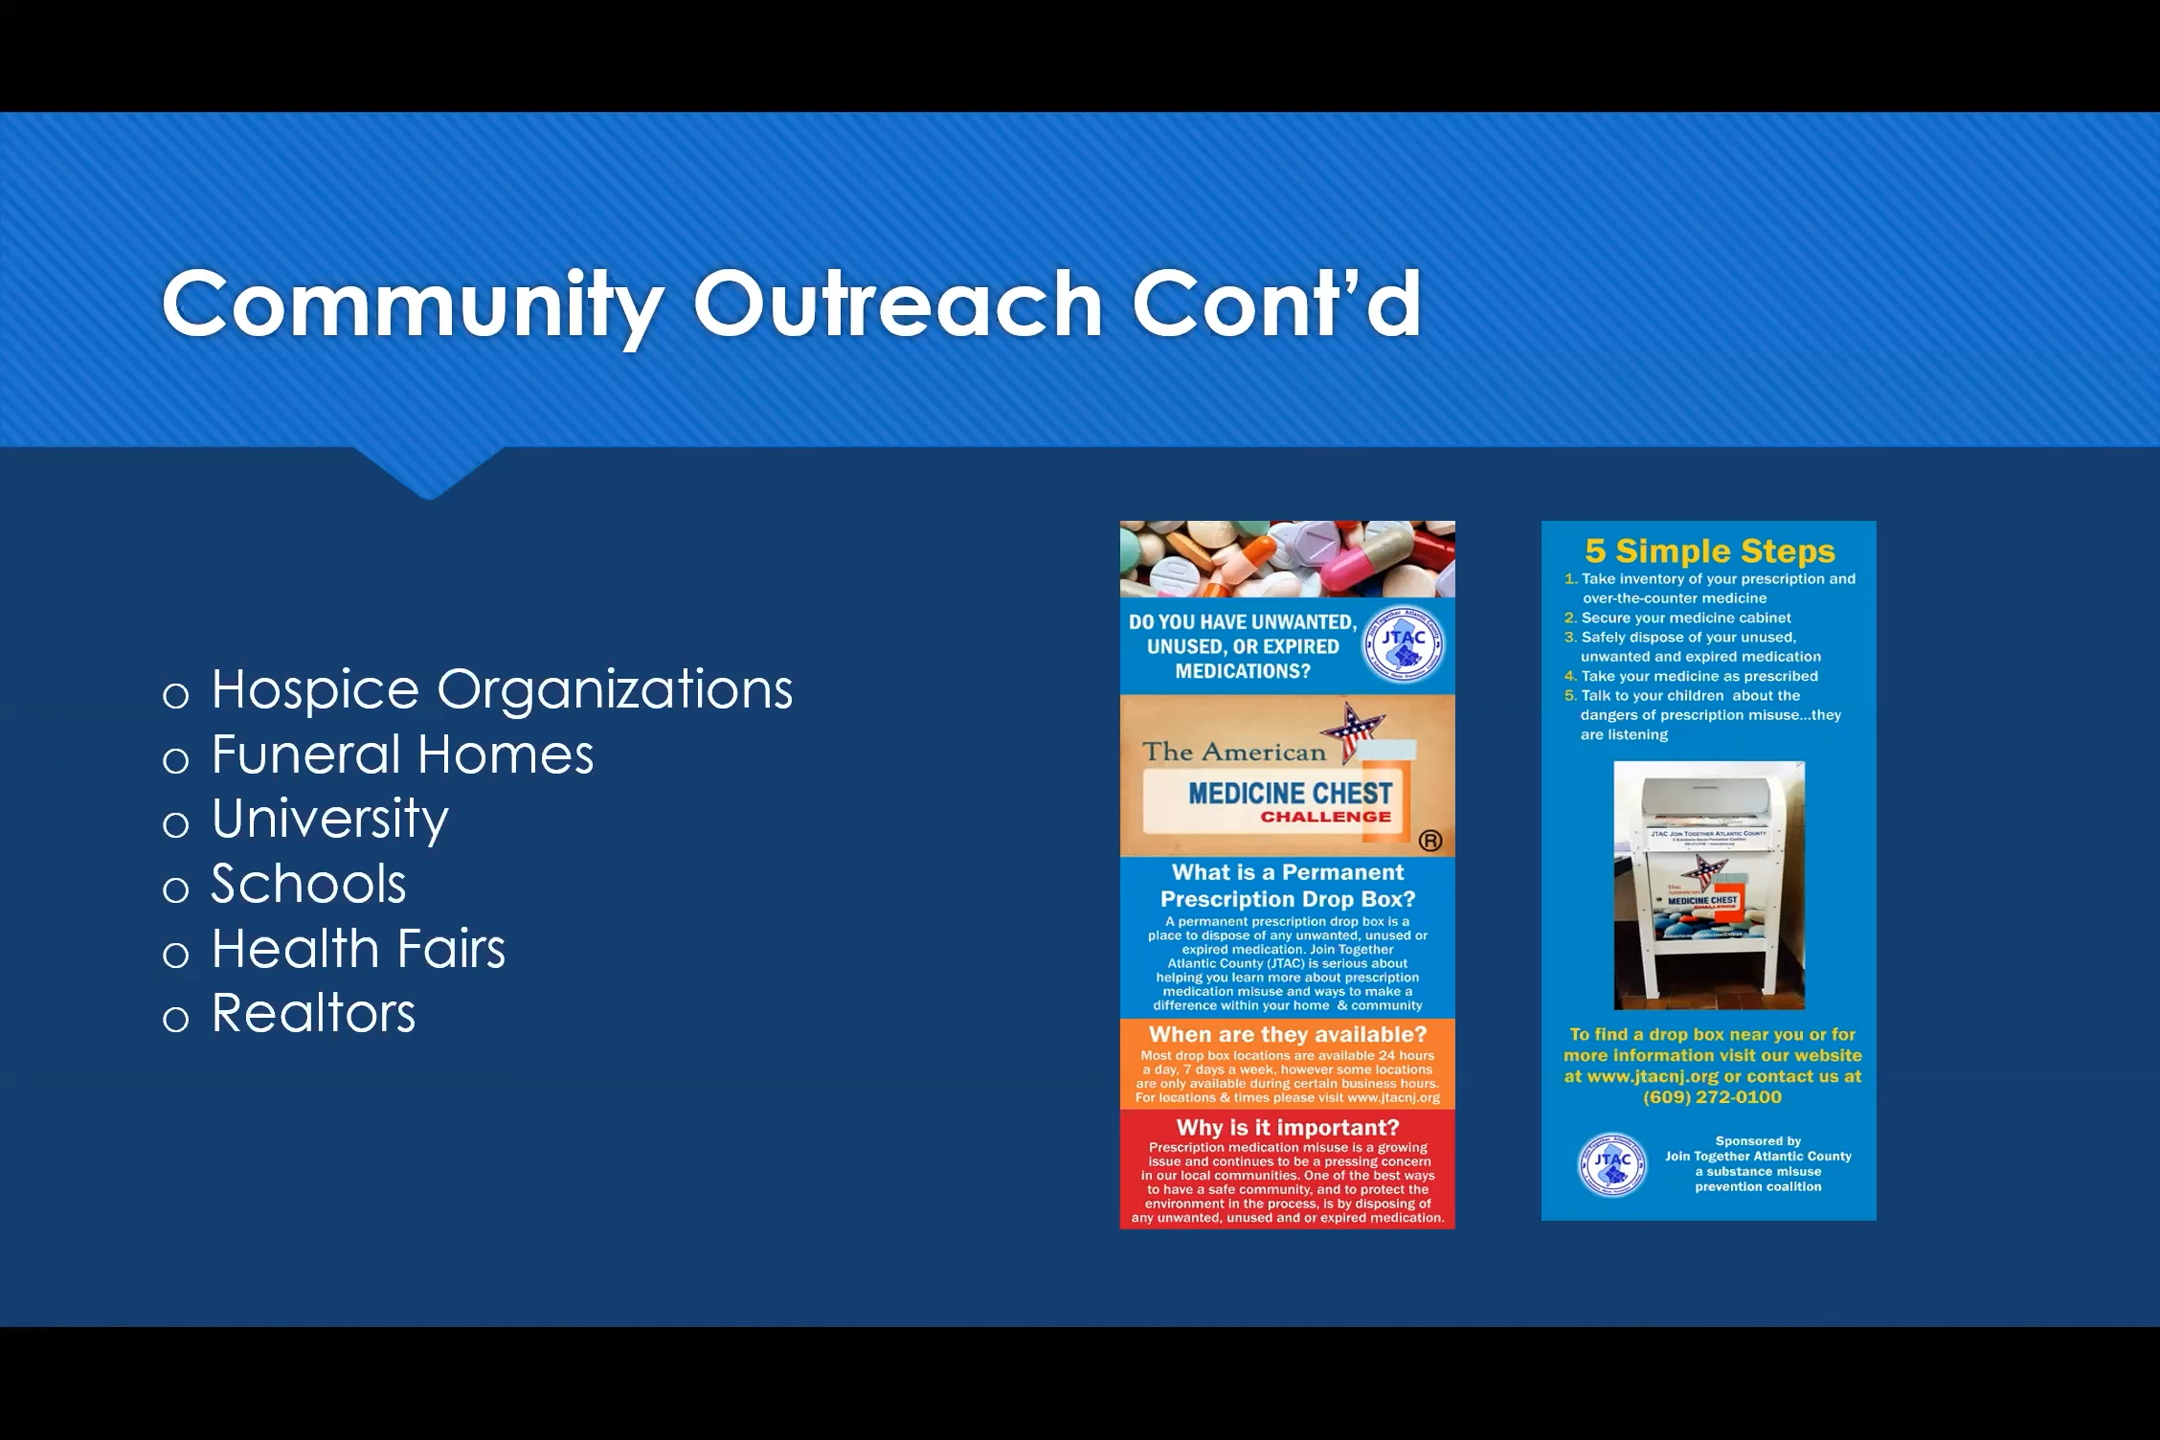 Community Outreach Cont’d
o Hospice Organizations
o Funeral Homes
o University
o Schools
o Health Fairs
o Realtors
DO YOU HAVE UNWANTED,
UNUSED, OR EXPIRED
MEDICATIONS?
Join Together Atlantic County
JTAC
The American
MEDICINE CHEST
CHALLENGE
®
What is a Permanent
Prescription Drop Box?
A permanent prescription drop box is a
place to dispose of any unwanted, unused or
expired medication. Join Together
Atlantic County (JTAC) is serious about
helping you learn more about prescription
medication misuse and ways to make a
difference within your home & community
When are they available?
Most drop box locations are available 24 hours
a day, 7 days a week, however some locations
are only available during certain business hours.
For locations & times please visit www.jtacnj.org
Why is it important?
Prescription medication misuse is a growing
issue and continues to be a pressing concern
in our local communities. One of the best ways
to have a safe community, and to protect the
environment in the process, is by disposing of
any unwanted, unused and or expired medication.
5 Simple Steps
1. Take inventory of your prescription and
over-the-counter medicine
2. Secure your medicine cabinet
3. Safely dispose of your unused,
unwanted and expired medication
4. Take your medicine as prescribed
5. Talk to your children about the
dangers of prescription misuse...they
are listening
JTAC JOIN TOGETHER ATLANTIC COUNTY
The American
MEDICINE CHEST
CHALLENGE
To find a drop box near you or for
more information visit our website
at www.jtacnj.org or contact us at
(609) 272-0100
JTAC
Sponsored by
Join Together Atlantic County
a substance misuse
prevention coalition